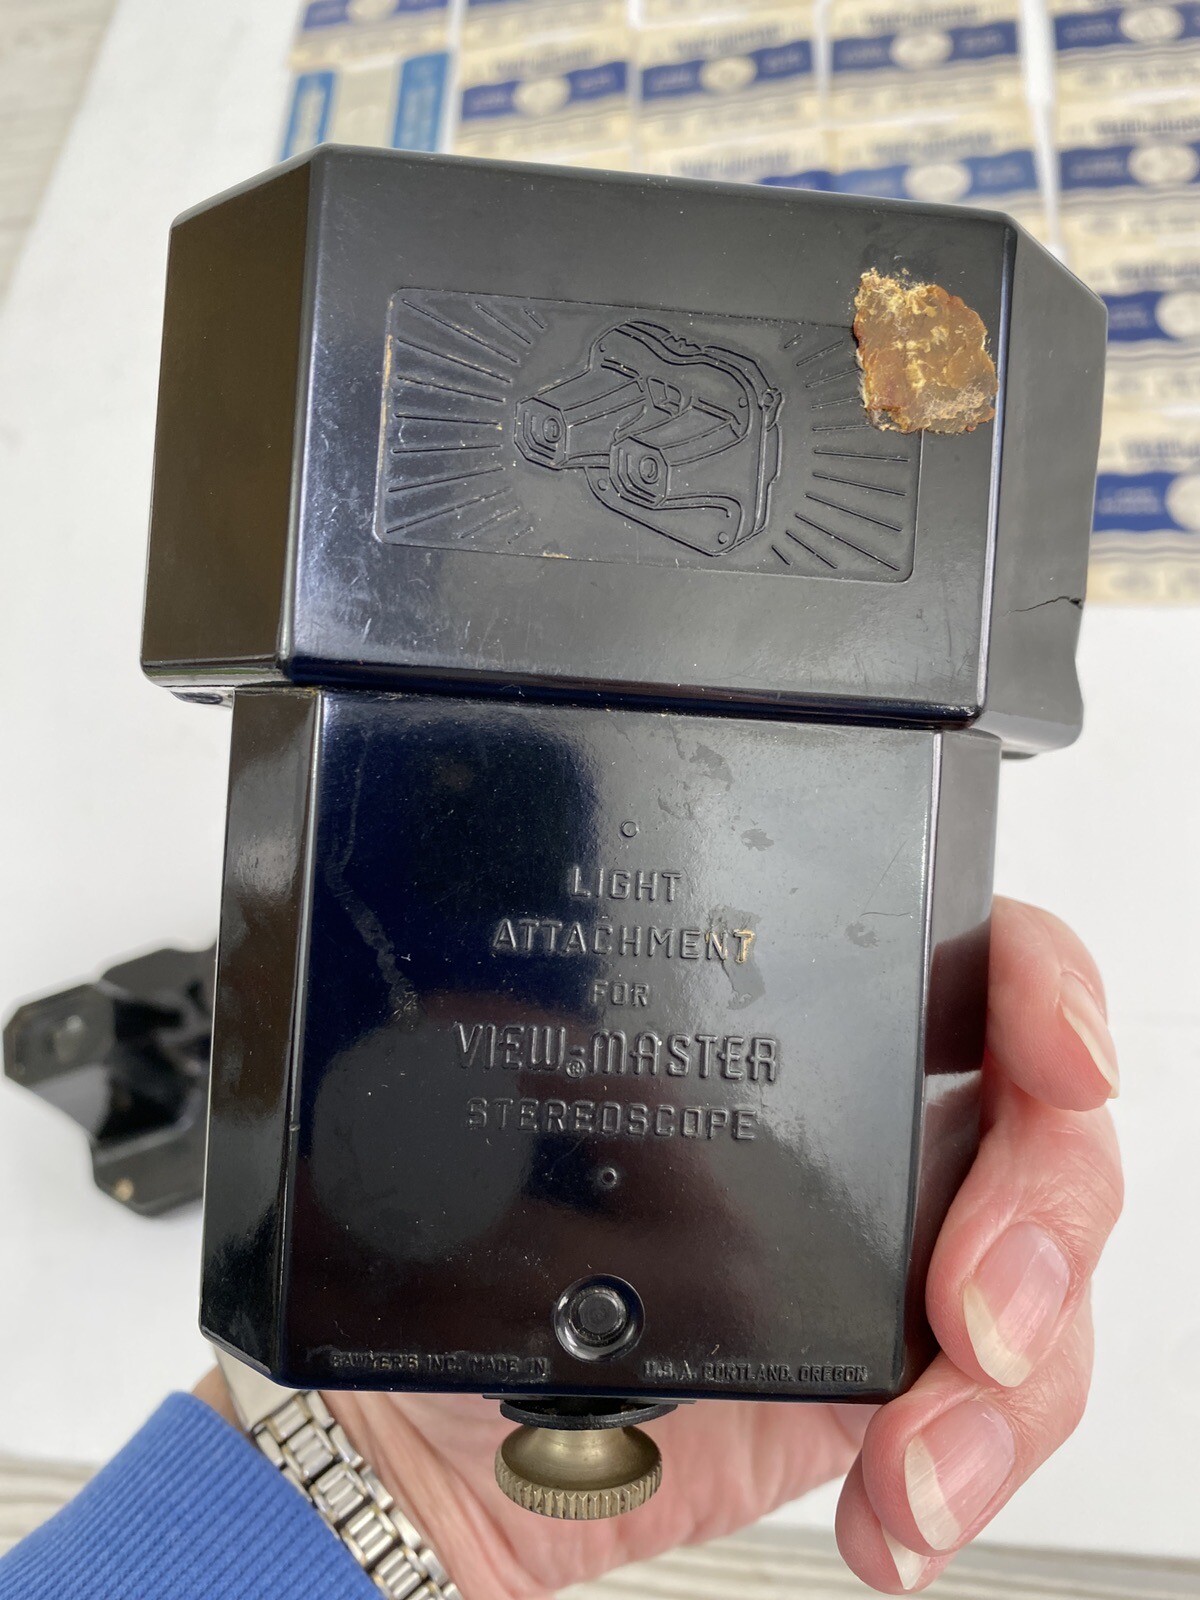 LIGHT
ATTACHMENT
FOR
VIEW-MASTER ®
STEREOSCOPE
SAWYER'S INC. MADE IN U.S.A. PORTLAND, OREGON